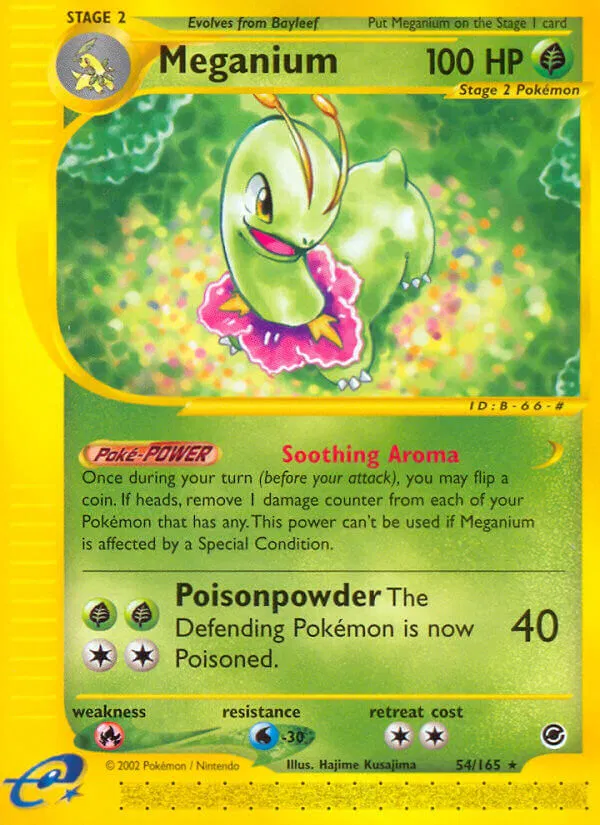 STAGE 2
Evolves from Bayleef
Put Meganium on the Stage 1 card
Meganium 100 HP
Stage 2 Pokémon
ID:B-66-#
Poké-POWER Soothing Aroma
Once during your turn (before your attack), you may flip a
coin. If heads, remove 1 damage counter from each of your
Pokémon that has any. This power can't be used if Meganium
is affected by a Special Condition.
Poisonpowder The
Defending Pokémon is now
Poisoned.
40
weakness resistance retreat cost
-30
© 2002 Pokémon / Nintendo Illus. Hajime Kusajima 54/165 ★
e